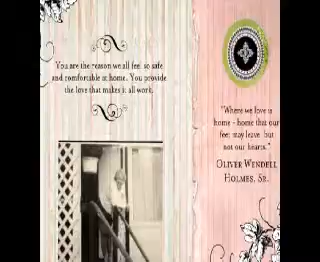 You are the reason we all feel so safe
and comfortable at home. You provide
the love that makes it all work.
"Where we love is
home - home that our
feet may leave but
not our hearts."
OLIVER WENDELL
HOLMES, SR.